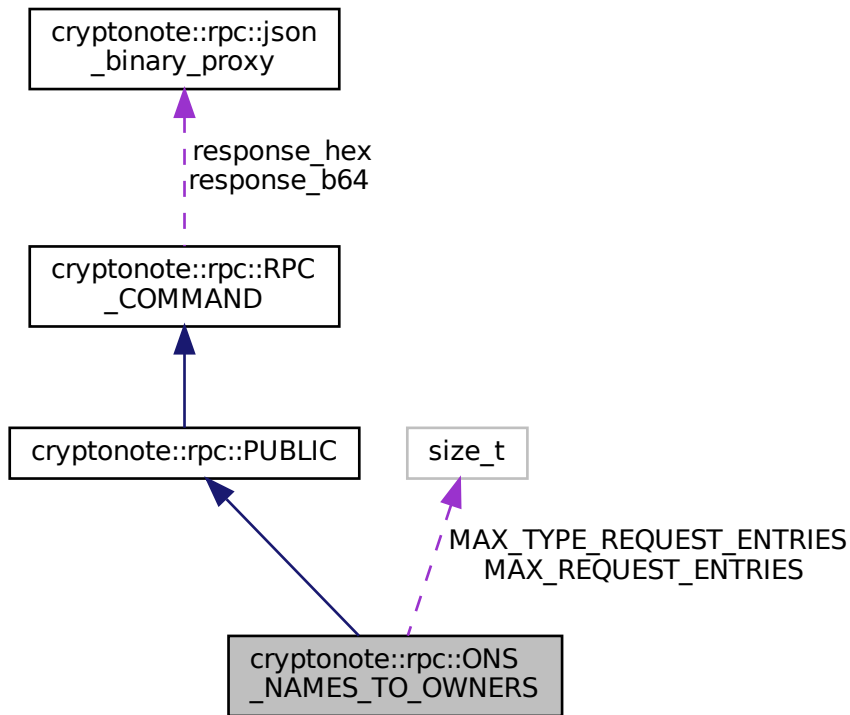 cryptonote::rpc::json
_binary_proxy
response_hex
response_b64
cryptonote::rpc::RPC
_COMMAND
cryptonote::rpc::PUBLIC
size_t
MAX_TYPE_REQUEST_ENTRIES
MAX_REQUEST_ENTRIES
cryptonote::rpc::ONS
_NAMES_TO_OWNERS